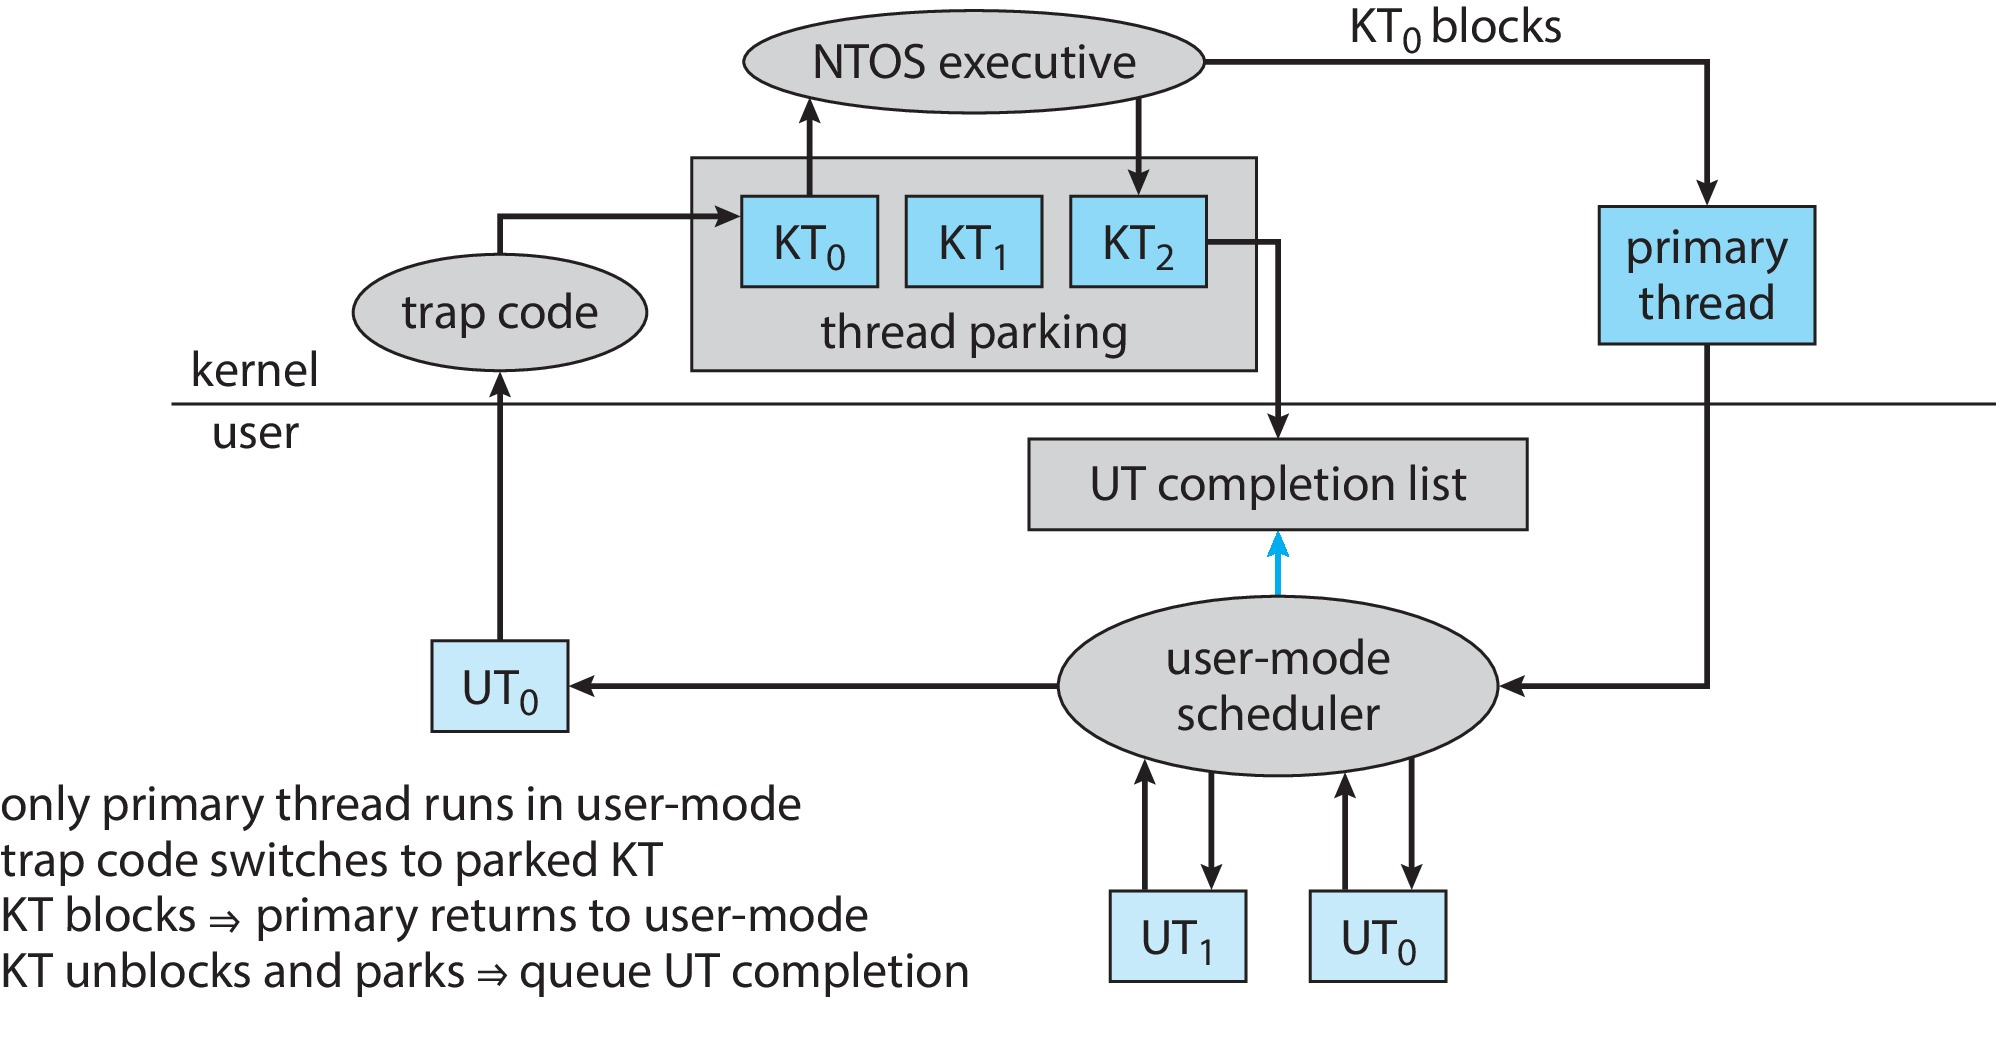 KT₀ blocks
NTOS executive
KT₀
KT₁
KT₂
thread parking
trap code
primary
thread
kernel
user
UT completion list
user-mode
scheduler
UT₀
UT₁
UT₀
only primary thread runs in user-mode
trap code switches to parked KT
KT blocks ⇒ primary returns to user-mode
KT unblocks and parks ⇒ queue UT completion